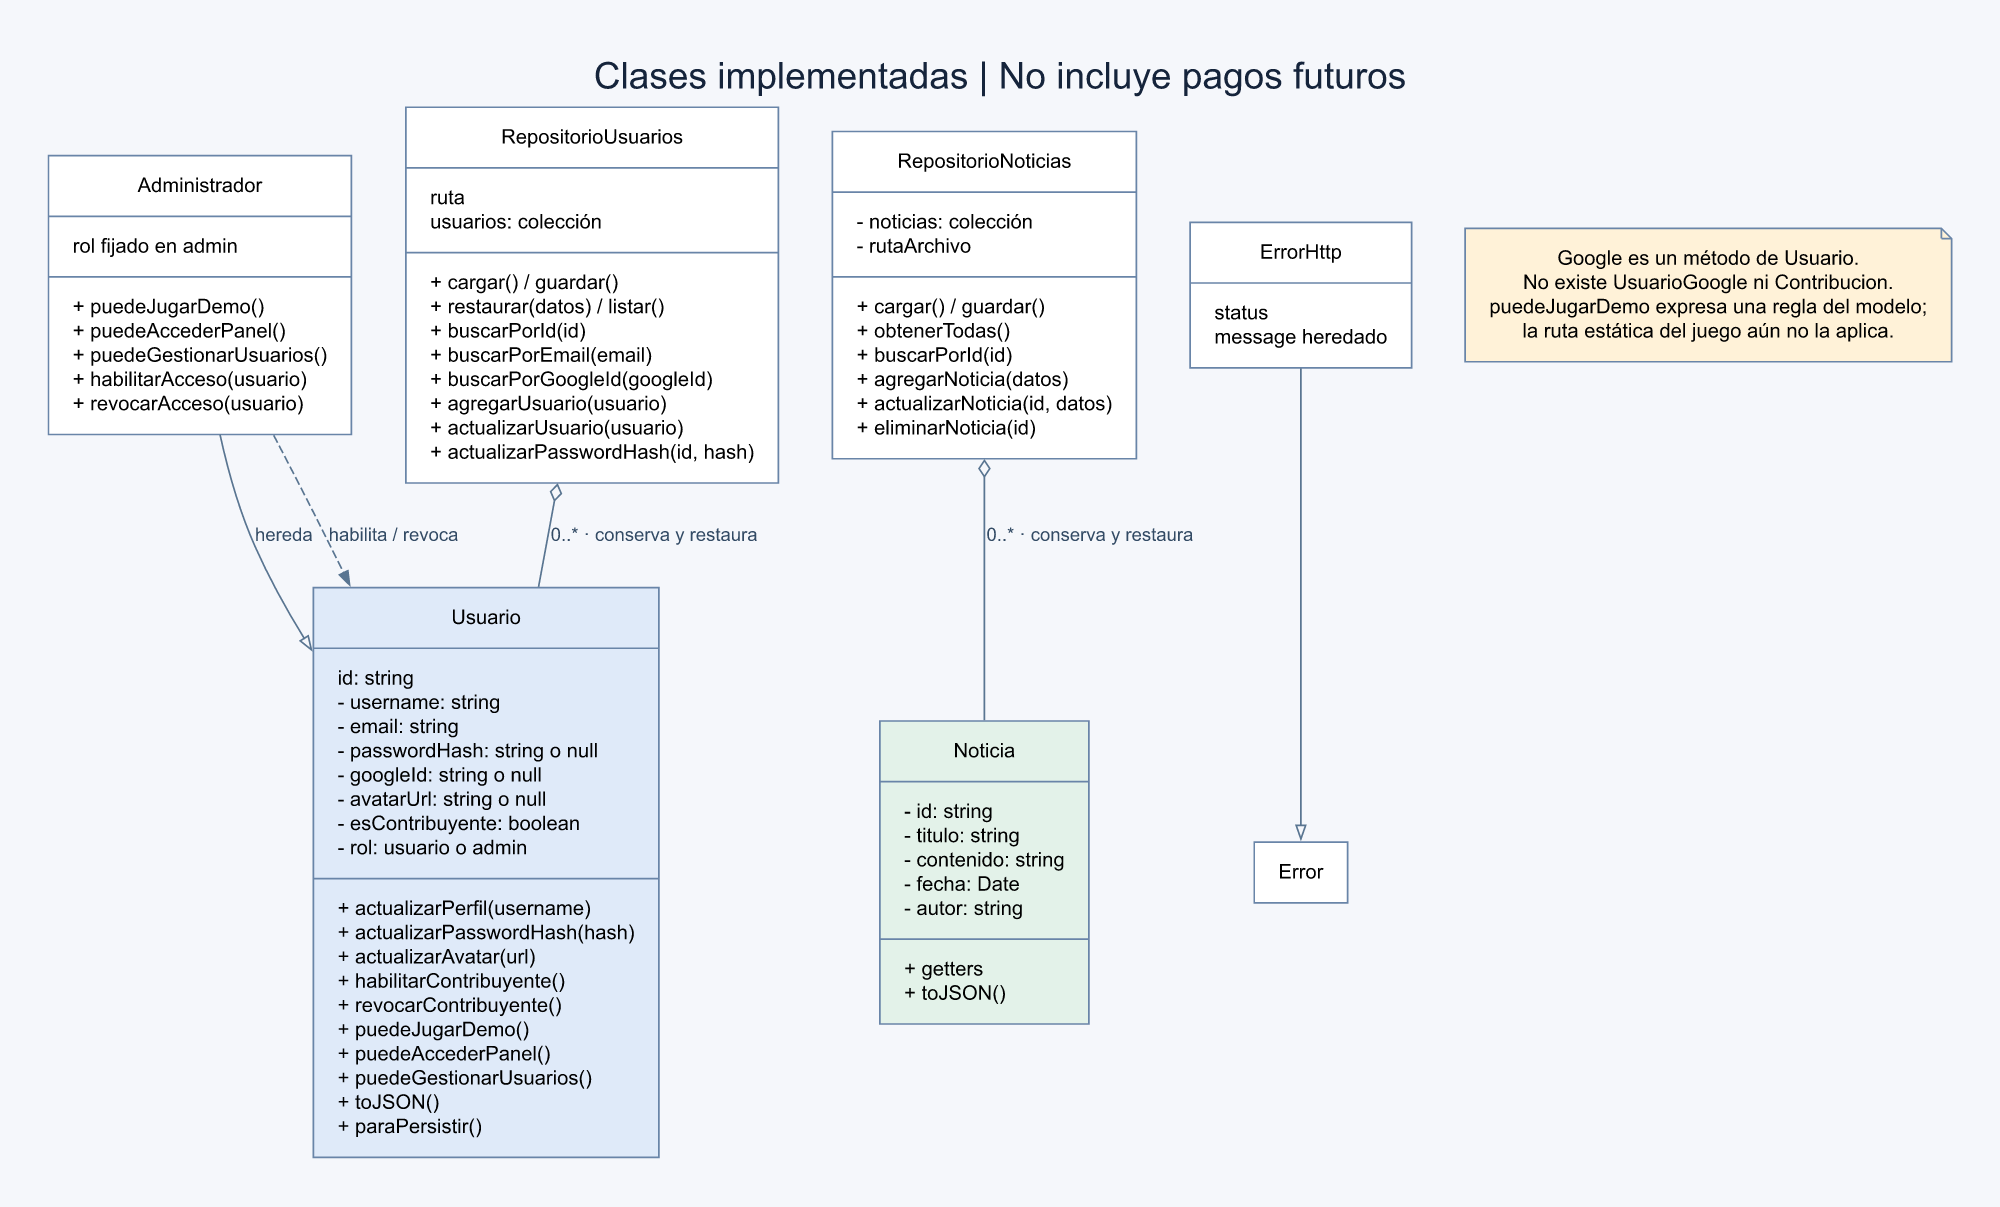 Clases implementadas | No incluye pagos futuros
Administrador
rol fijado en admin
+ puedeJugarDemo()
+ puedeAccederPanel()
+ puedeGestionarUsuarios()
+ habilitarAcceso(usuario)
+ revocarAcceso(usuario)
RepositorioUsuarios
ruta
usuarios: colección
+ cargar() / guardar()
+ restaurar(datos) / listar()
+ buscarPorId(id)
+ buscarPorEmail(email)
+ buscarPorGoogleId(googleId)
+ agregarUsuario(usuario)
+ actualizarUsuario(usuario)
+ actualizarPasswordHash(id, hash)
RepositorioNoticias
- noticias: colección
- rutaArchivo
+ cargar() / guardar()
+ obtenerTodas()
+ buscarPorId(id)
+ agregarNoticia(datos)
+ actualizarNoticia(id, datos)
+ eliminarNoticia(id)
ErrorHttp
status
message heredado
Google es un método de Usuario.
No existe UsuarioGoogle ni Contribucion.
puedeJugarDemo expresa una regla del modelo;
la ruta estática del juego aún no la aplica.
hereda
habilita / revoca
0..* · conserva y restaura
0..* · conserva y restaura
Usuario
id: string
- username: string
- email: string
- passwordHash: string o null
- googleId: string o null
- avatarUrl: string o null
- esContribuyente: boolean
- rol: usuario o admin
+ actualizarPerfil(username)
+ actualizarPasswordHash(hash)
+ actualizarAvatar(url)
+ habilitarContribuyente()
+ revocarContribuyente()
+ puedeJugarDemo()
+ puedeAccederPanel()
+ puedeGestionarUsuarios()
+ toJSON()
+ paraPersistir()
Noticia
- id: string
- titulo: string
- contenido: string
- fecha: Date
- autor: string
+ getters
+ toJSON()
Error